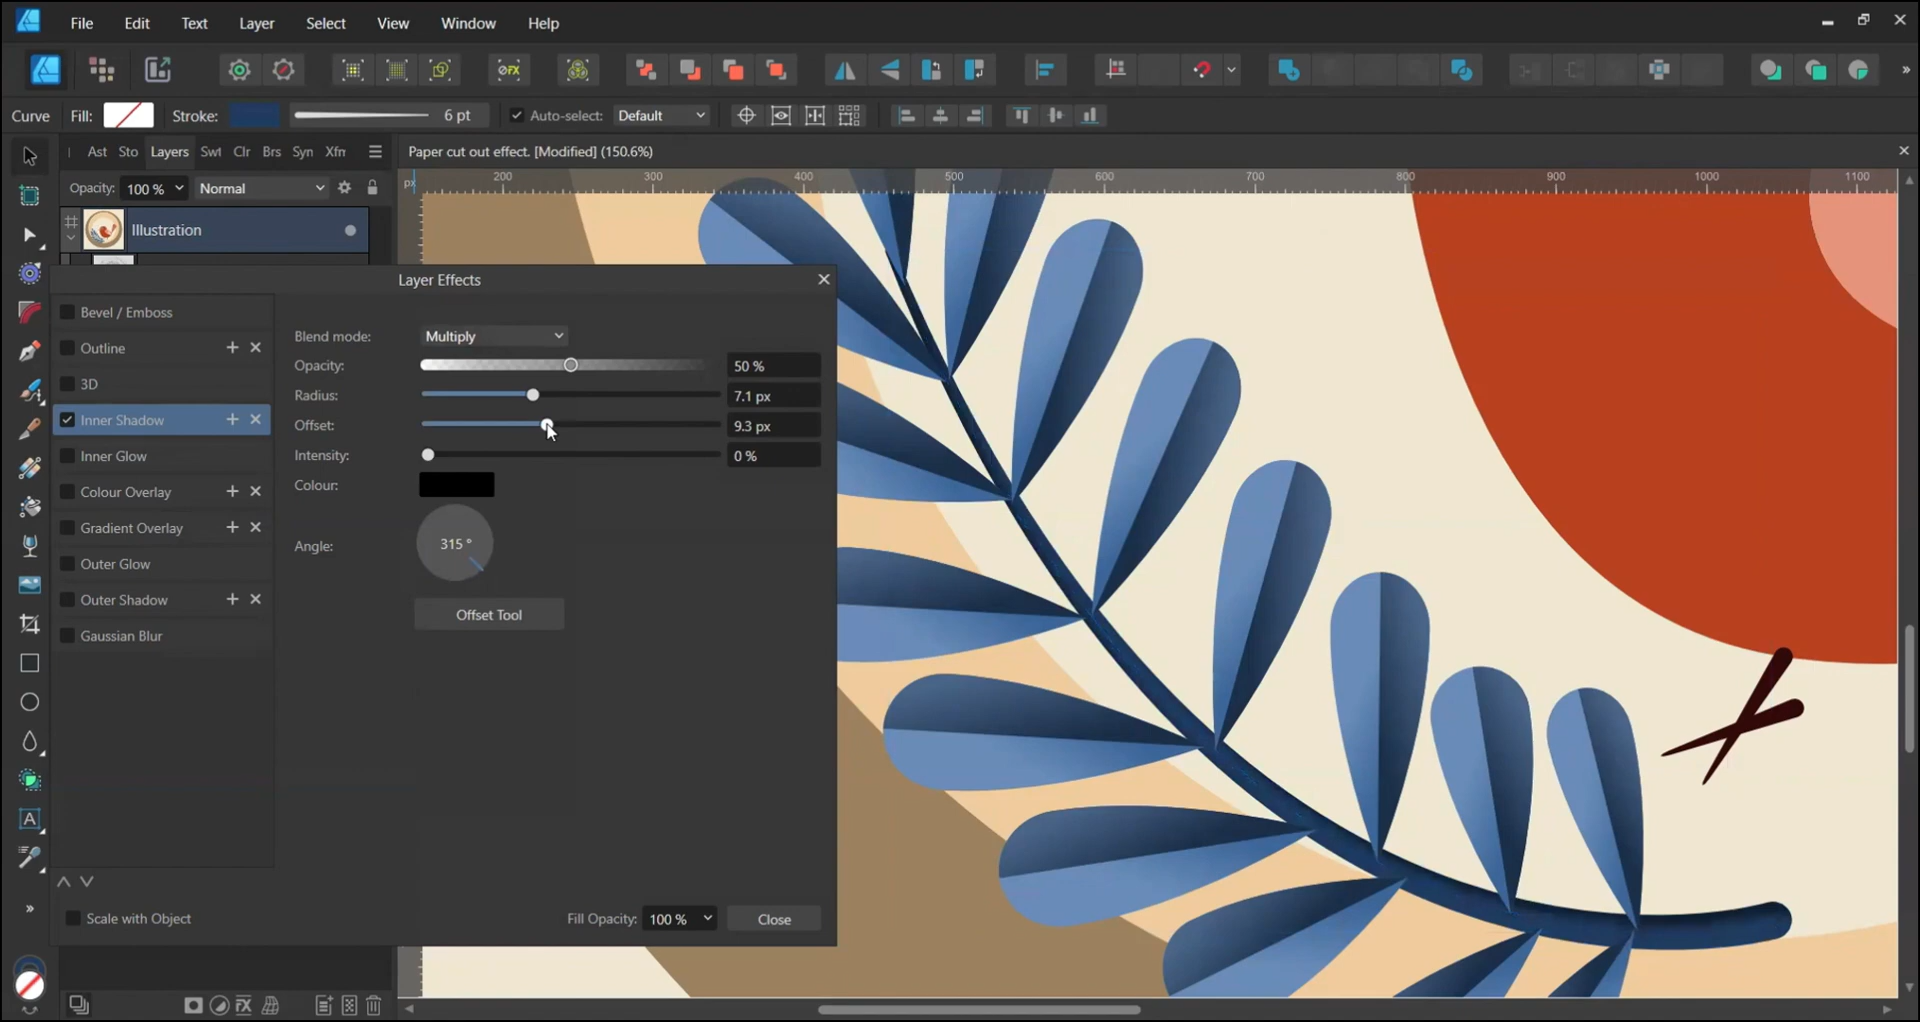 File Edit Text Layer Select View Window Help
Curve Fill: Stroke: 6 pt Auto-select: Default
Ast Sto Layers Swt Clr Brs Syn Xfm
Paper cut out effect. [Modified] (150.6%)
Opacity: 100 % Normal
px 200 300 400 500 600 700 800 900 1000 1100
Illustration
Layer Effects
Bevel / Emboss
Outline
3D
Inner Shadow
Inner Glow
Colour Overlay
Gradient Overlay
Outer Glow
Outer Shadow
Gaussian Blur
Blend mode: Multiply
Opacity: 50 %
Radius: 7.1 px
Offset: 9.3 px
Intensity: 0 %
Colour:
Angle: 315 °
Offset Tool
Scale with Object
Fill Opacity: 100 % Close